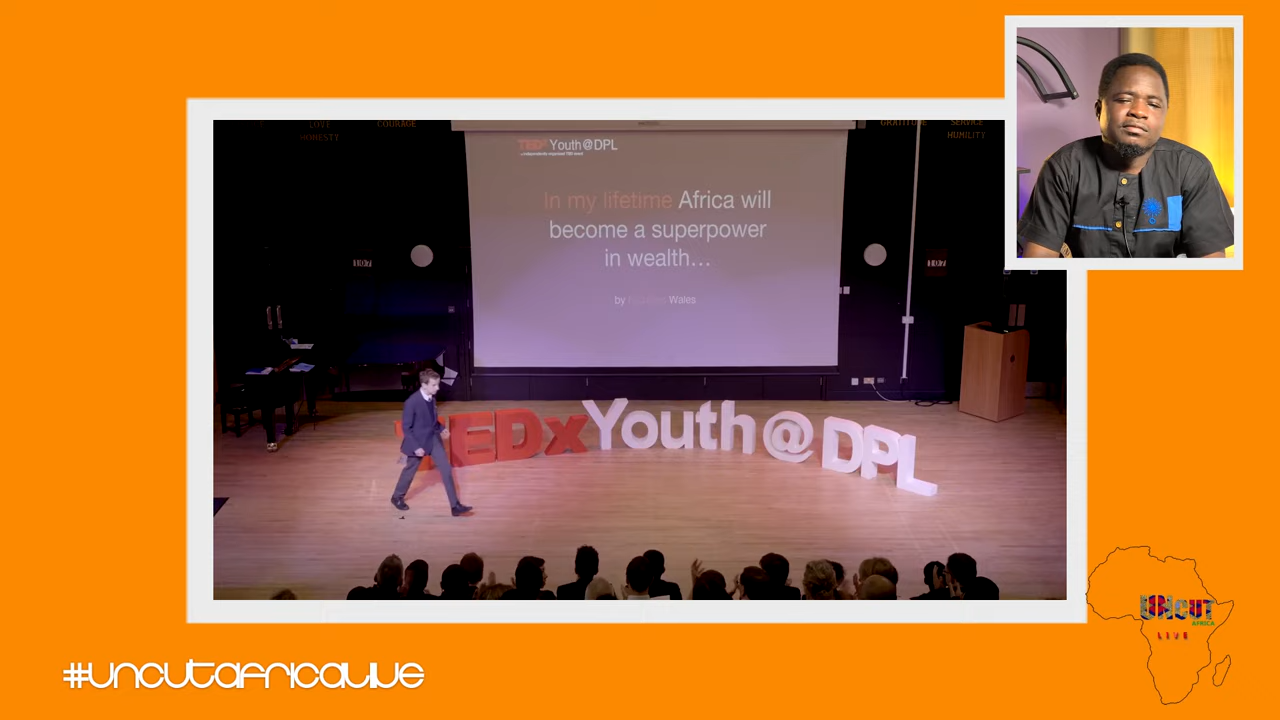 LOVE
HONESTY
COURAGE
GRATITUDE
SERVICE
HUMILITY
TEDx Youth@DPL
In my lifetime Africa will
become a superpower
in wealth...
by Wales
TEDxYouth@DPL
UNCUT
AFRICA
LIVE
#UNCUTAFRICALIVE